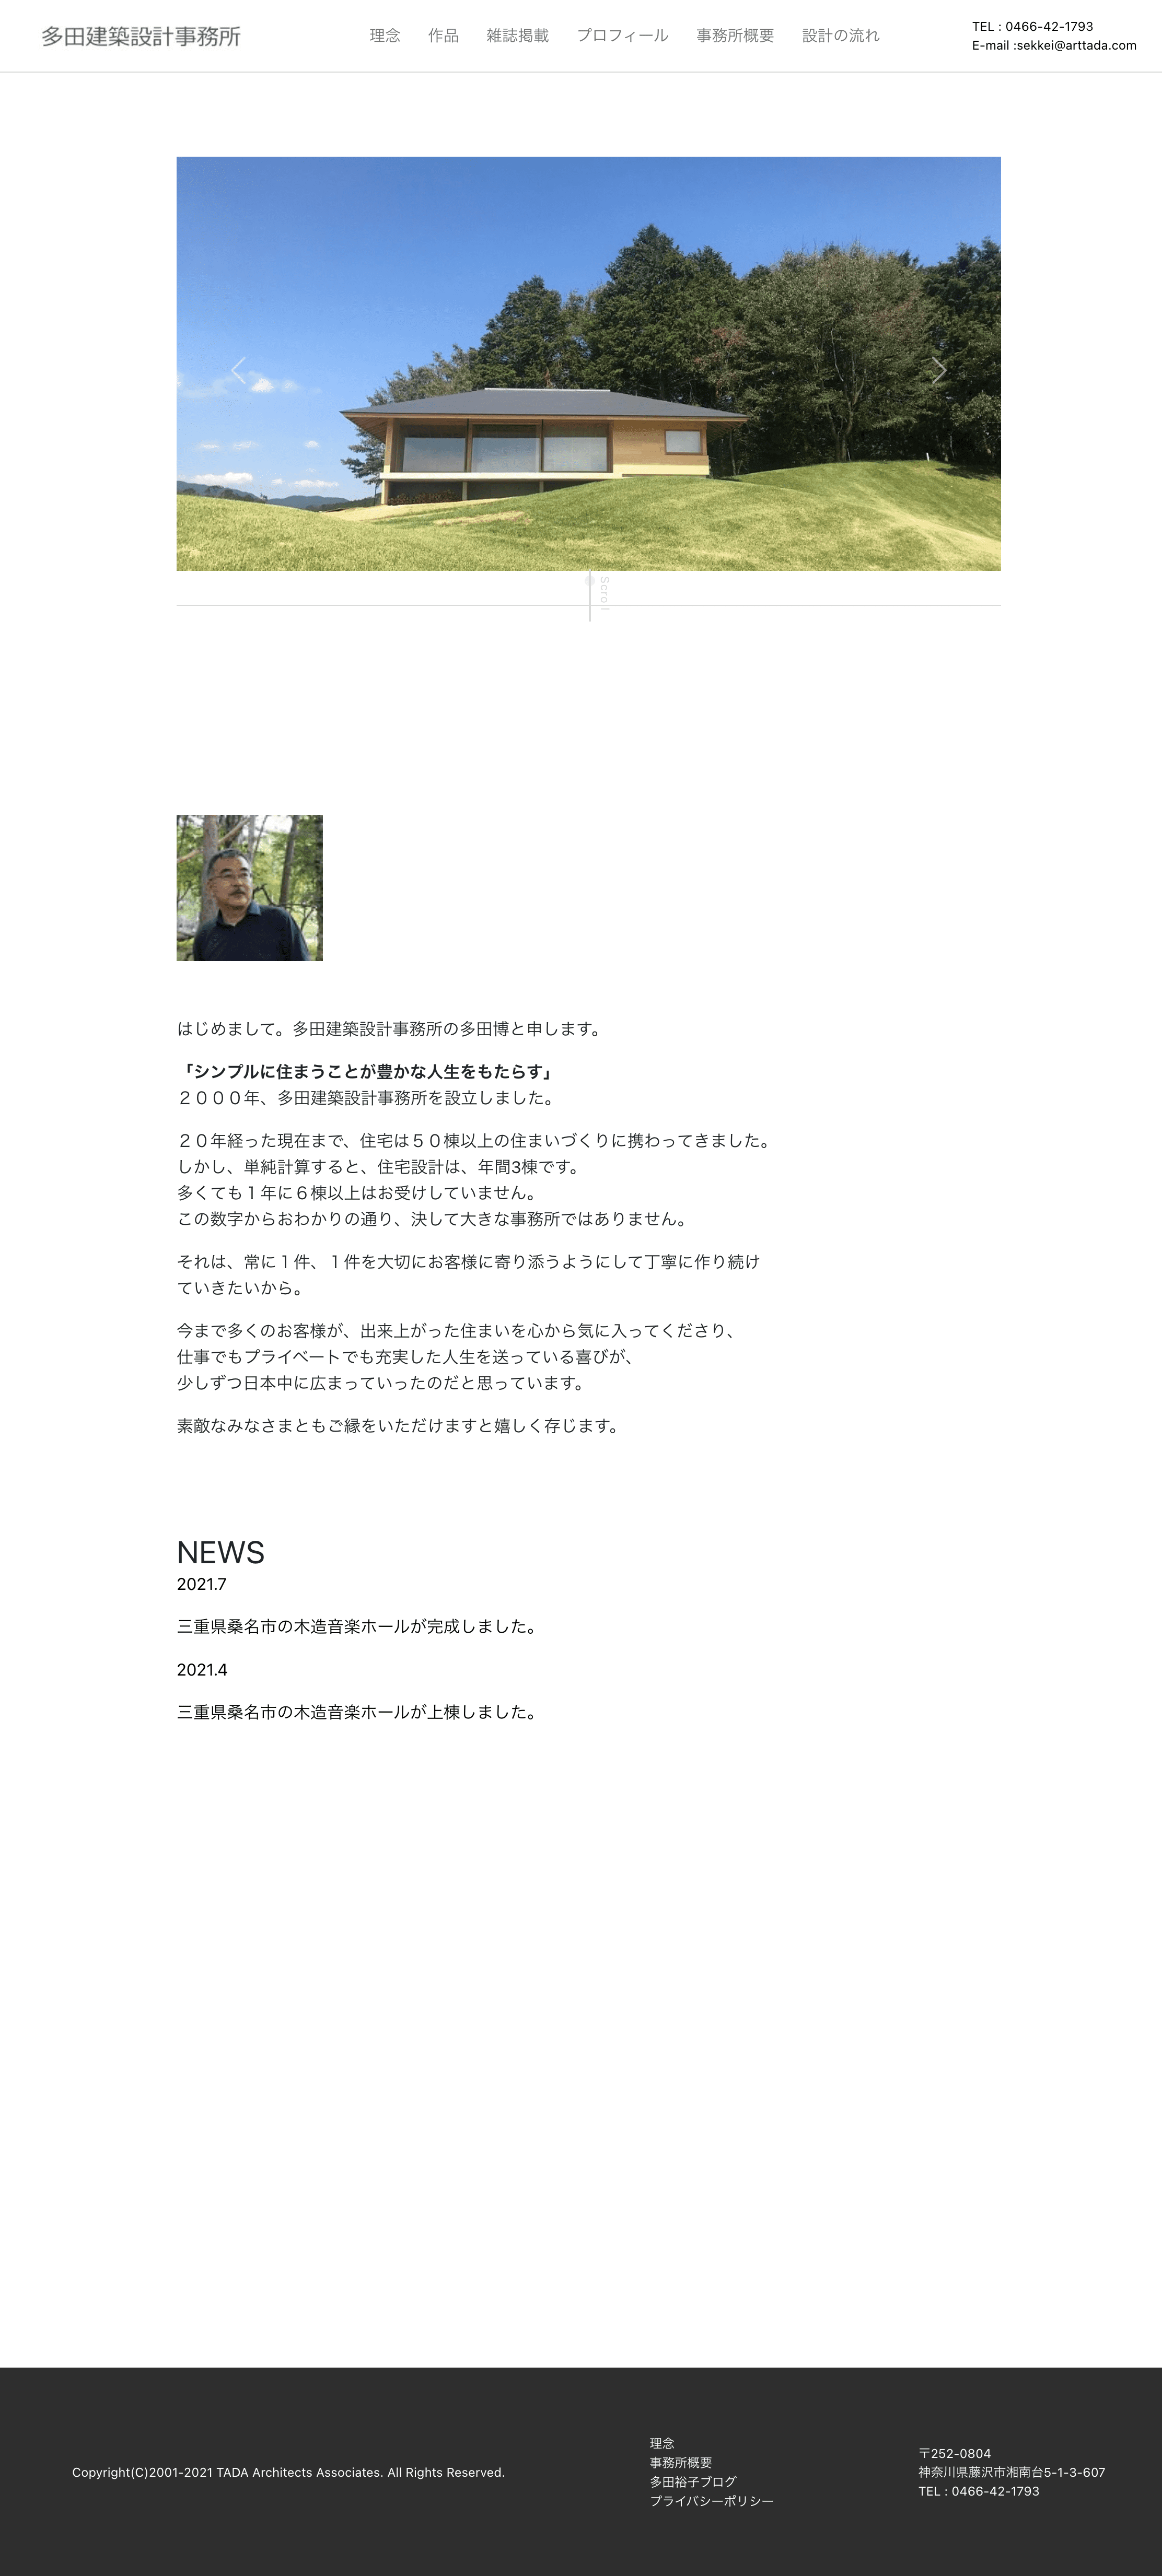 多田建築設計事務所
理念 作品 雑誌掲載 プロフィール 事務所概要 設計の流れ
TEL : 0466-42-1793
E-mail :sekkei@arttada.com
Scroll
はじめまして。多田建築設計事務所の多田博と申します。
「シンプルに住まうことが豊かな人生をもたらす」
２０００年、多田建築設計事務所を設立しました。
２０年経った現在まで、住宅は５０棟以上の住まいづくりに携わってきました。
しかし、単純計算すると、住宅設計は、年間3棟です。
多くても１年に６棟以上はお受けしていません。
この数字からおわかりの通り、決して大きな事務所ではありません。
それは、常に１件、１件を大切にお客様に寄り添うようにして丁寧に作り続け
ていきたいから。
今まで多くのお客様が、出来上がった住まいを心から気に入ってくださり、
仕事でもプライベートでも充実した人生を送っている喜びが、
少しずつ日本中に広まっていったのだと思っています。
素敵なみなさまともご縁をいただけますと嬉しく存じます。
NEWS
2021.7
三重県桑名市の木造音楽ホールが完成しました。
2021.4
三重県桑名市の木造音楽ホールが上棟しました。
Copyright(C)2001-2021 TADA Architects Associates. All Rights Reserved.
理念
事務所概要
多田裕子ブログ
プライバシーポリシー
〒252-0804
神奈川県藤沢市湘南台5-1-3-607
TEL : 0466-42-1793